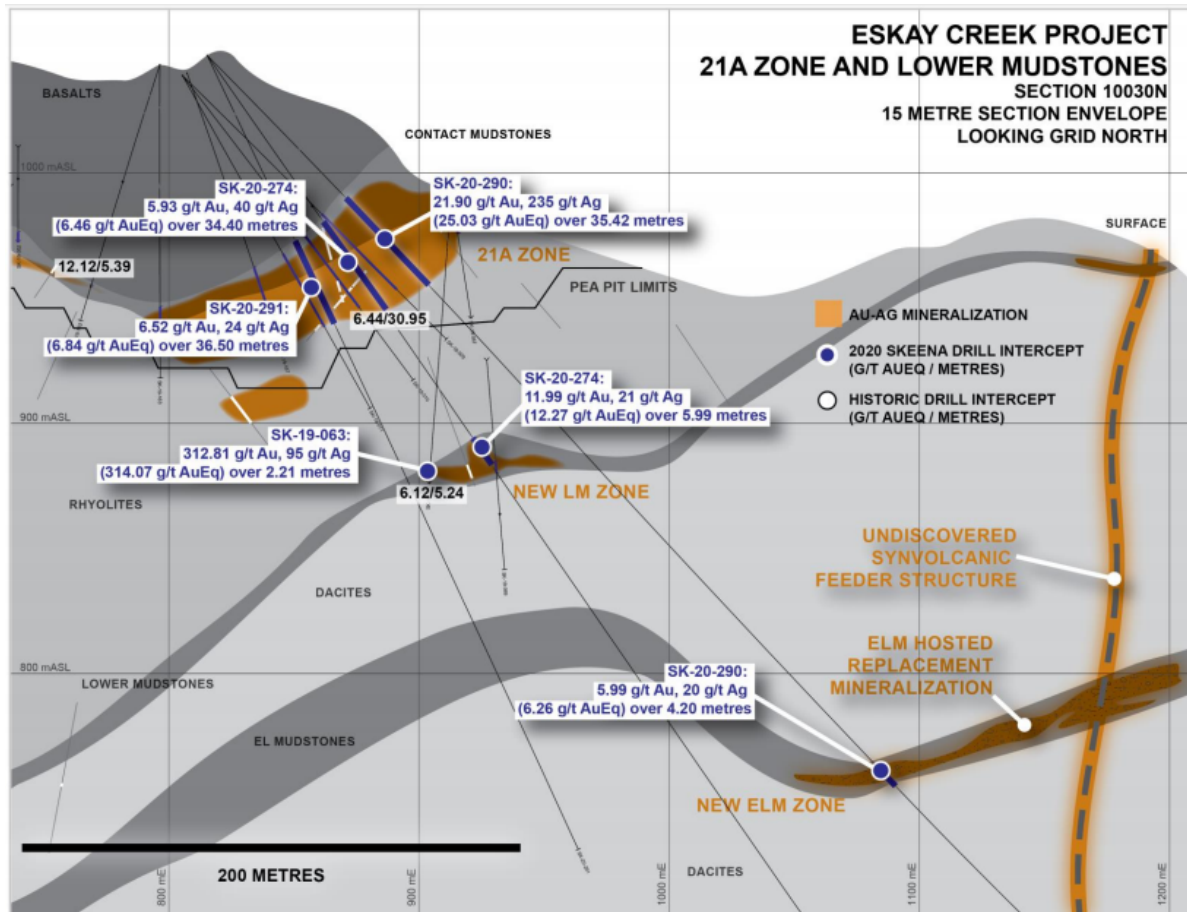 ESKAY CREEK PROJECT
21A ZONE AND LOWER MUDSTONES
SECTION 10030N
15 METRE SECTION ENVELOPE
LOOKING GRID NORTH
BASALTS
CONTACT MUDSTONES
1000 mASL
SK-20-274:
5.93 g/t Au, 40 g/t Ag
(6.46 g/t AuEq) over 34.40 metres
SK-20-290:
21.90 g/t Au, 235 g/t Ag
(25.03 g/t AuEq) over 35.42 metres
SURFACE
21A ZONE
12.12/5.39
PEA PIT LIMITS
SK-20-291:
6.52 g/t Au, 24 g/t Ag
(6.84 g/t AuEq) over 36.50 metres
6.44/30.95
AU-AG MINERALIZATION
2020 SKEENA DRILL INTERCEPT
(G/T AUEQ / METRES)
HISTORIC DRILL INTERCEPT
(G/T AUEQ / METRES)
SK-20-274:
11.99 g/t Au, 21 g/t Ag
(12.27 g/t AuEq) over 5.99 metres
900 mASL
SK-19-063:
312.81 g/t Au, 95 g/t Ag
(314.07 g/t AuEq) over 2.21 metres
6.12/5.24
NEW LM ZONE
RHYOLITES
UNDISCOVERED
SYNVOLCANIC
FEEDER STRUCTURE
DACITES
ELM HOSTED
REPLACEMENT
MINERALIZATION
800 mASL
SK-20-290:
5.99 g/t Au, 20 g/t Ag
(6.26 g/t AuEq) over 4.20 metres
LOWER MUDSTONES
EL MUDSTONES
NEW ELM ZONE
200 METRES
DACITES
800 mE
900 mE
1000 mE
1100 mE
1200 mE